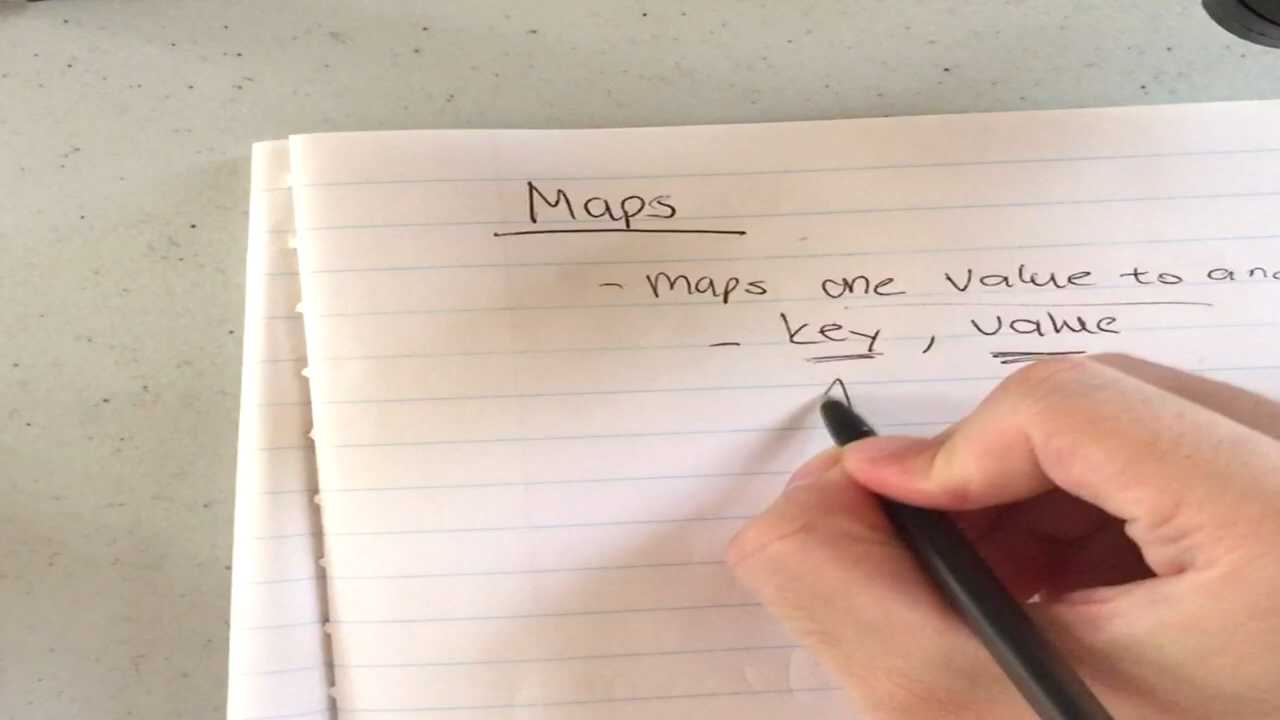 Maps
- maps one value to
- key , value